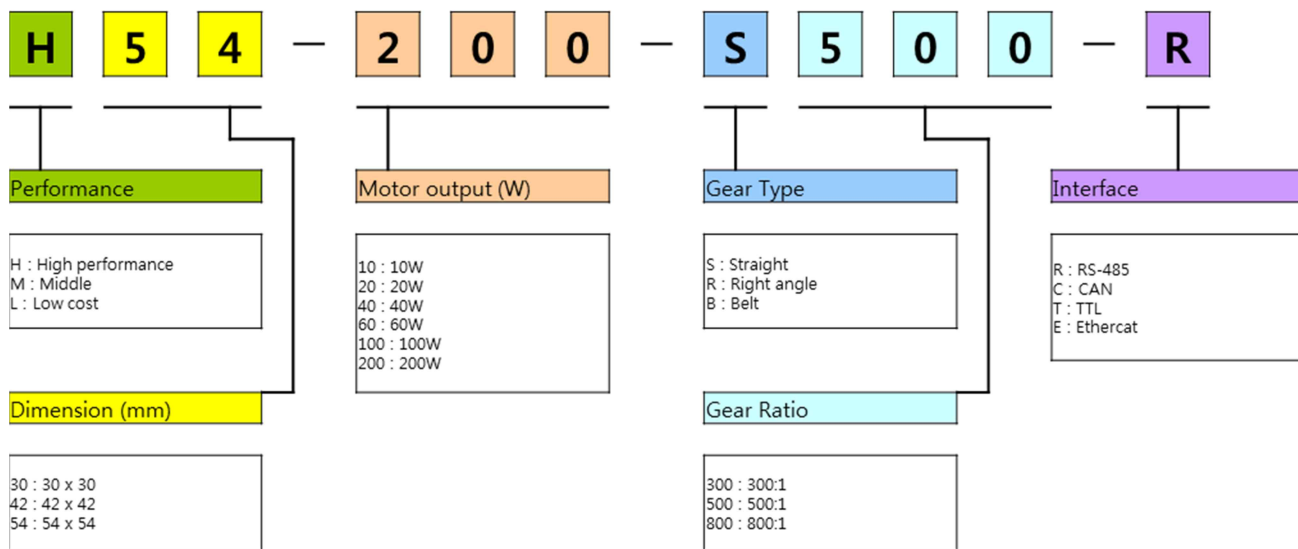 H 5 4 — 2 0 0 — S 5 0 0 — R
Performance
H : High performance
M : Middle
L : Low cost
Dimension (mm)
30 : 30 x 30
42 : 42 x 42
54 : 54 x 54
Motor output (W)
10 : 10W
20 : 20W
40 : 40W
60 : 60W
100 : 100W
200 : 200W
Gear Type
S : Straight
R : Right angle
B : Belt
Gear Ratio
300 : 300:1
500 : 500:1
800 : 800:1
Interface
R : RS-485
C : CAN
T : TTL
E : Ethercat